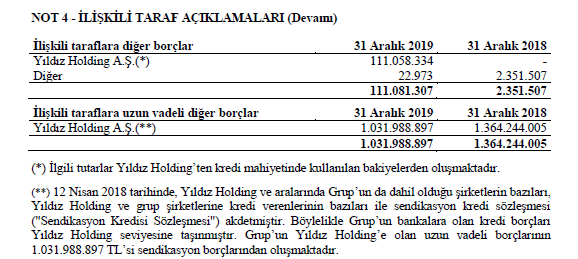 NOT 4 - İLİŞKİLİ TARAF AÇIKLAMALARI (Devamı)
İlişkili taraflara diğer borçlar 31 Aralık 2019 31 Aralık 2018
Yıldız Holding A.Ş.(*) 111.058.334 -
Diğer 22.973 2.351.507
111.081.307 2.351.507
İlişkili taraflara uzun vadeli diğer borçlar 31 Aralık 2019 31 Aralık 2018
Yıldız Holding A.Ş.(**) 1.031.988.897 1.364.244.005
1.031.988.897 1.364.244.005
(*) İlgili tutarlar Yıldız Holding'ten kredi mahiyetinde kullanılan bakiyelerden oluşmaktadır.
(**) 12 Nisan 2018 tarihinde, Yıldız Holding ve aralarında Grup'un da dahil olduğu şirketlerin bazıları,
Yıldız Holding ve grup şirketlerine kredi verenlerinin bazıları ile sendikasyon kredi sözleşmesi
("Sendikasyon Kredisi Sözleşmesi") akdetmiştir. Böylelikle Grup'un bankalara olan kredi borçları
Yıldız Holding seviyesine taşınmıştır. Grup'un Yıldız Holding'e olan uzun vadeli borçlarının
1.031.988.897 TL'si sendikasyon borçlarından oluşmaktadır.